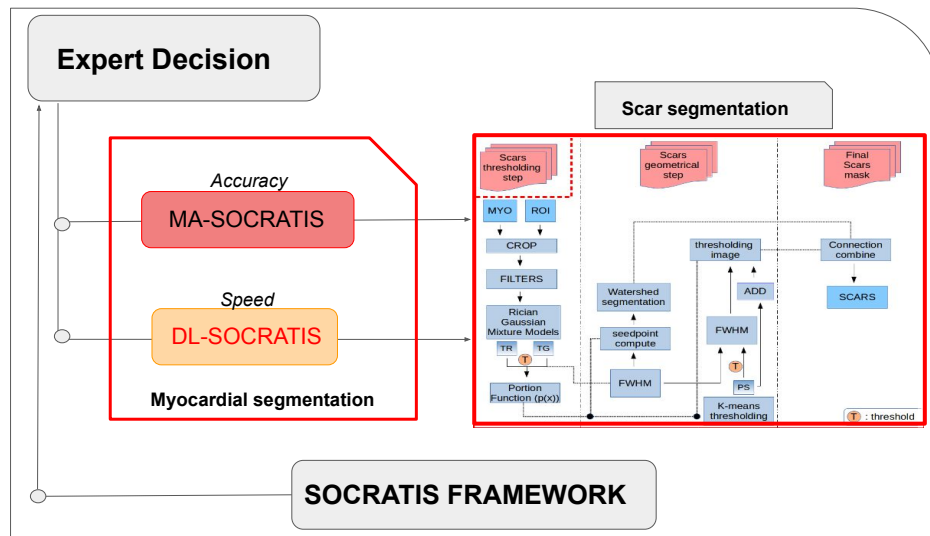 Expert Decision
Accuracy
MA-SOCRATIS
Speed
DL-SOCRATIS
Myocardial segmentation
Scar segmentation
Scars
thresholding
step
MYO
ROI
CROP
FILTERS
Rician
Gaussian
Mixture Models
TR
TG
T
Portion
Function (p(x))
Scars
geometrical
step
Watershed
segmentation
seedpoint
compute
FWHM
thresholding
image
ADD
FWHM
T
PS
K-means
thresholding
Final
Scars
mask
Connection
combine
SCARS
T : threshold
SOCRATIS FRAMEWORK